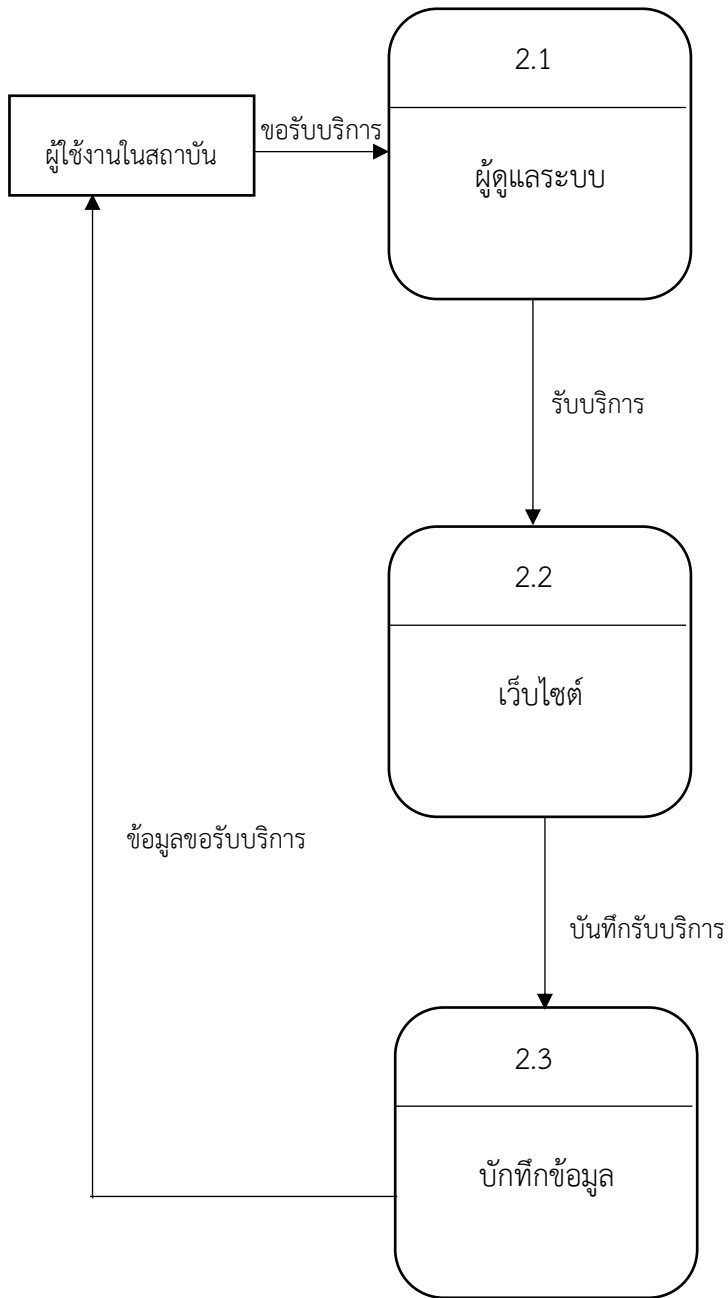 2.1
ขอรับบริการ
ผู้ใช้งานในสถาบัน
ผู้ดูแลระบบ
รับบริการ
2.2
เว็บไซต์
ข้อมูลขอรับบริการ
บันทึกรับบริการ
2.3
บักทึกข้อมูล